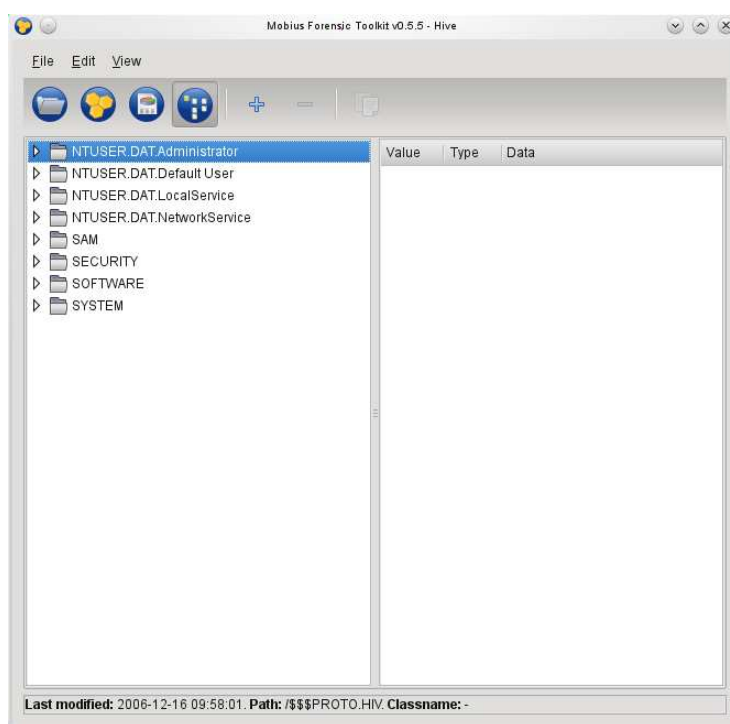 Mobius Forensic Toolkit v0.5.5 - Hive
File Edit View
NTUSER.DAT.Administrator
NTUSER.DAT.Default User
NTUSER.DAT.LocalService
NTUSER.DAT.NetworkService
SAM
SECURITY
SOFTWARE
SYSTEM
Value Type Data
Last modified: 2006-12-16 09:58:01. Path: /$$$PROTO.HIV. Classname: -